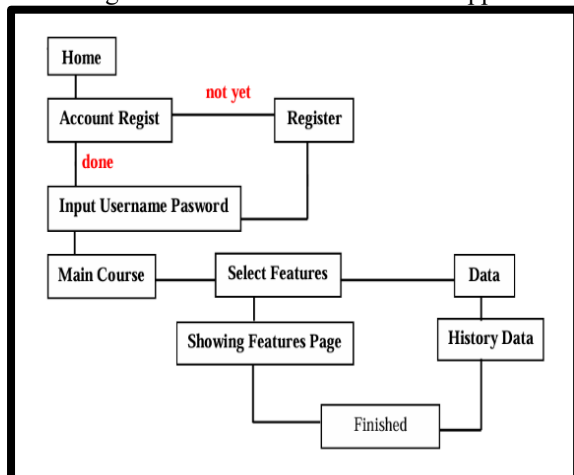 Home
not yet
Account Regist
Register
done
Input Username Pasword
Main Course
Select Features
Data
Showing Features Page
History Data
Finished